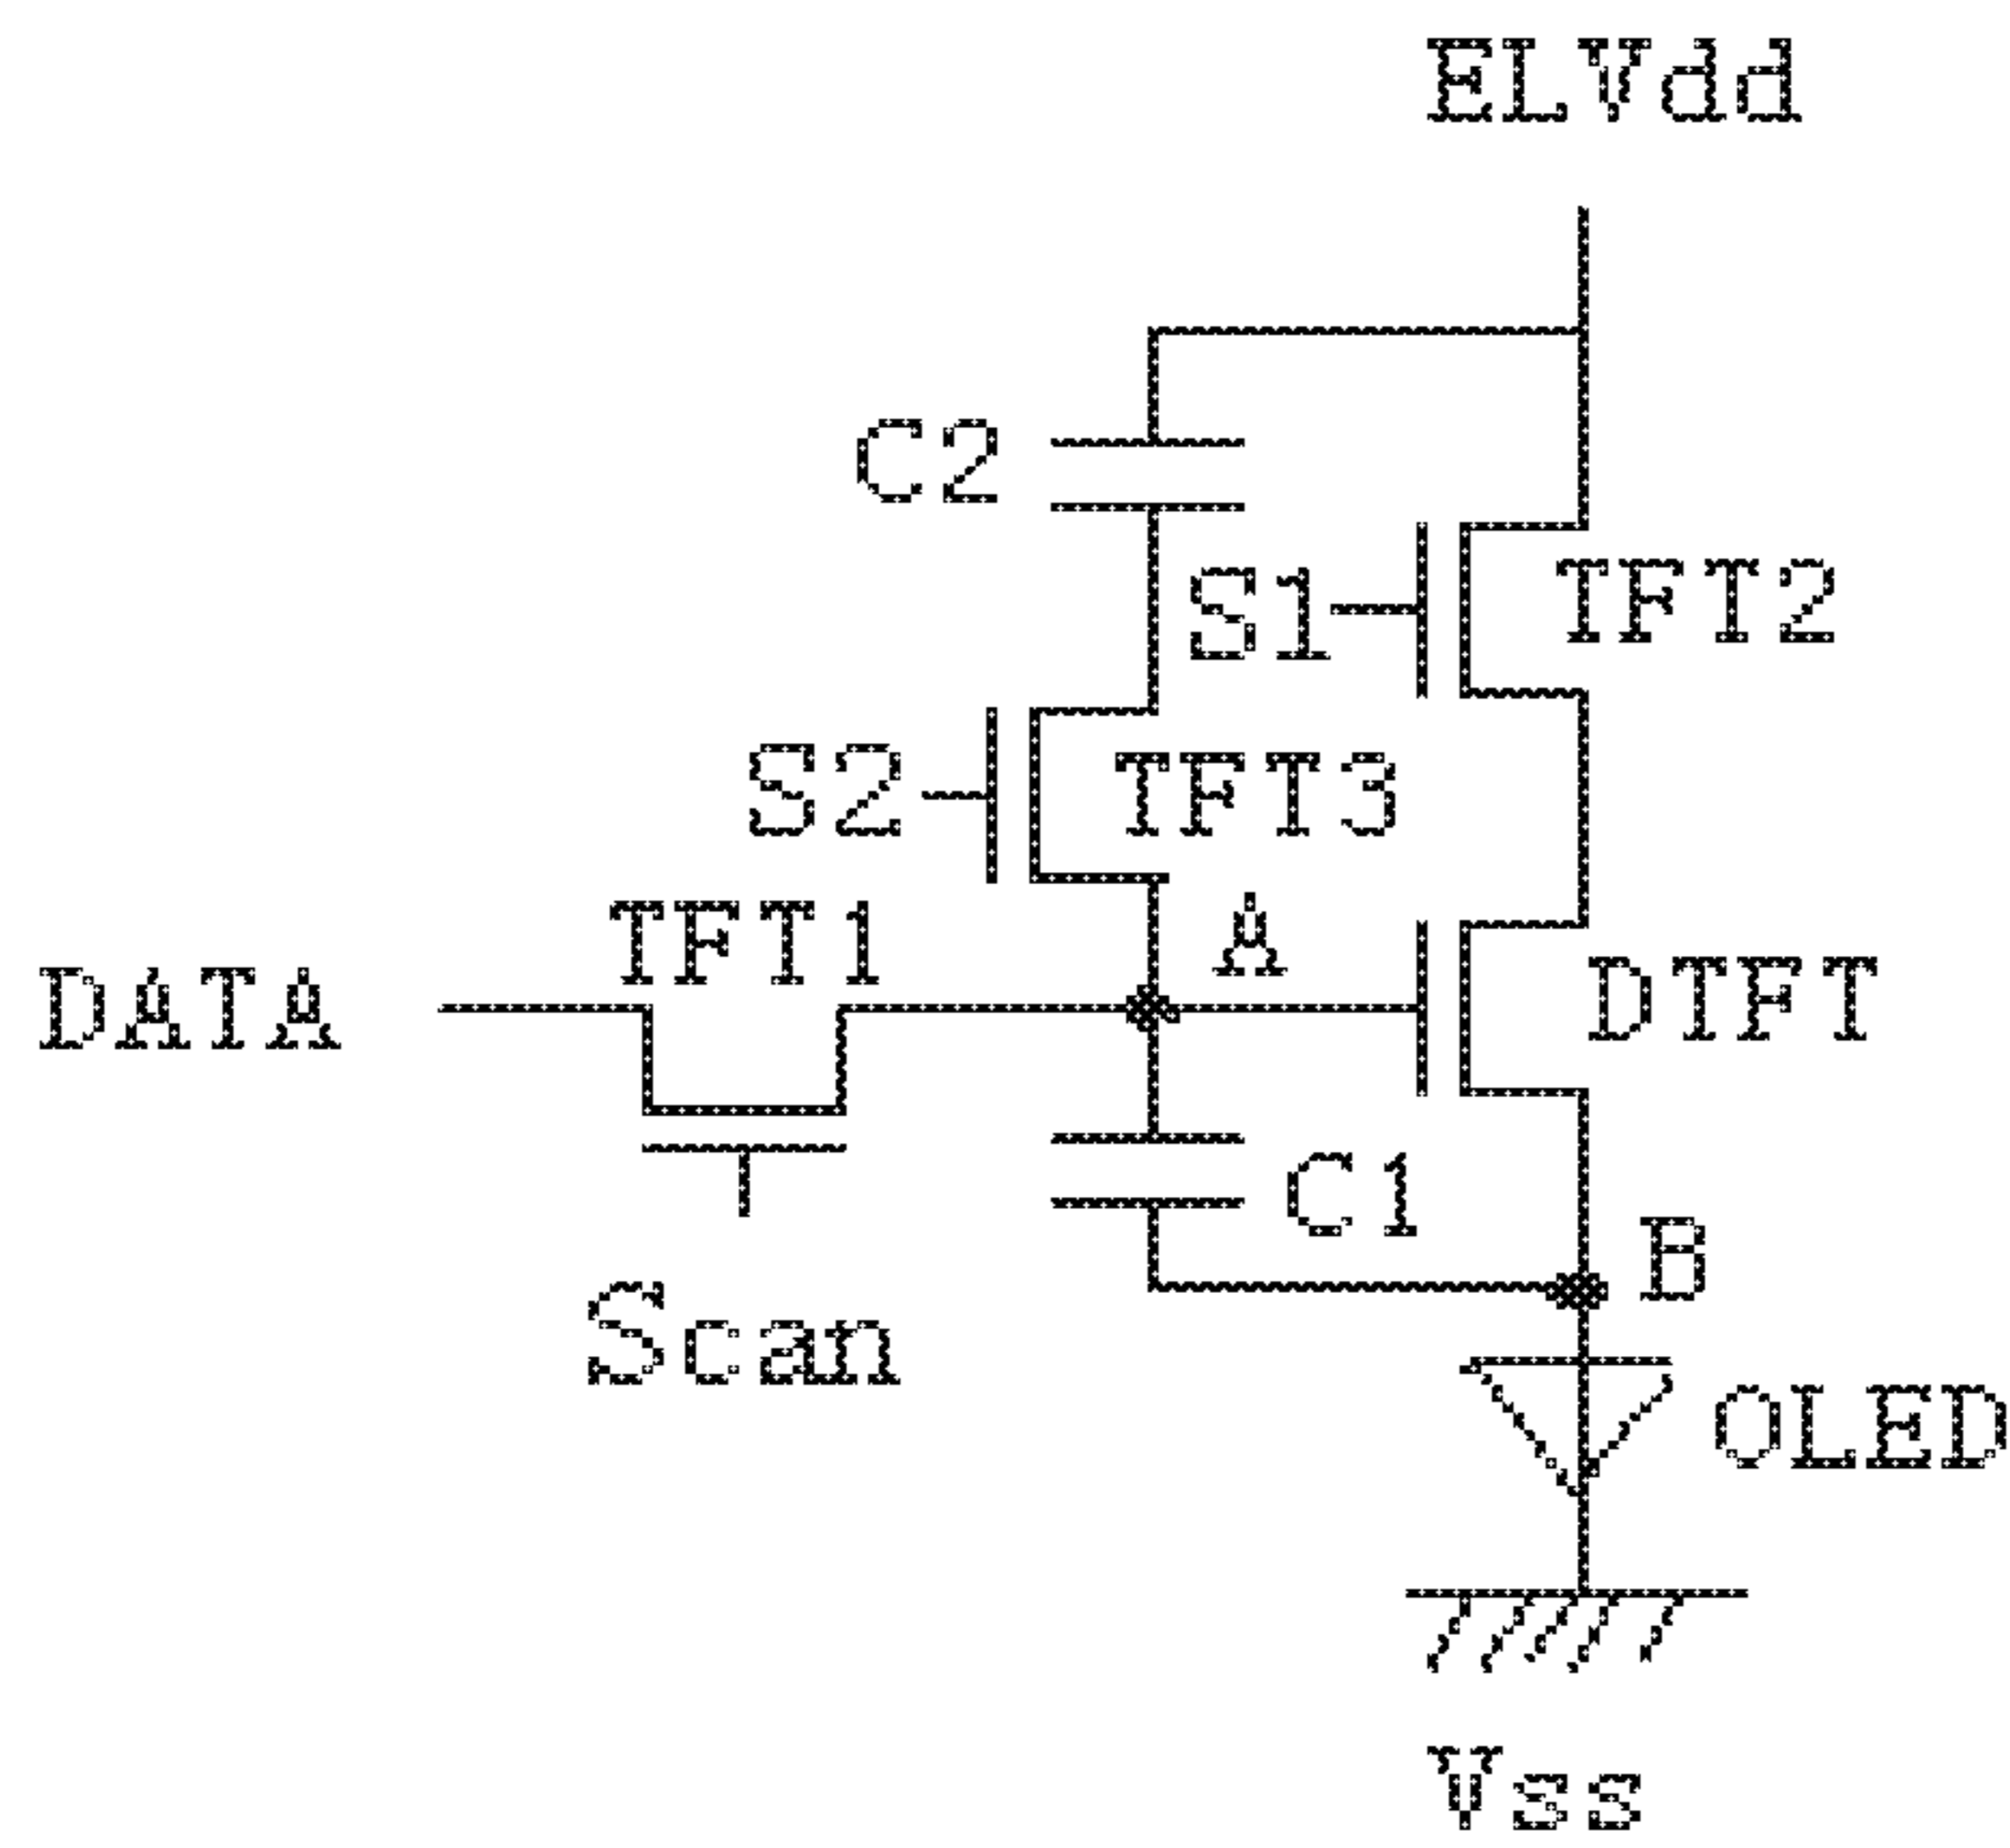 ELVdd
C2
S1
TFT2
S2
TFT3
TFT1
A
DATA
DTFT
C1
B
Scan
OLED
Vss